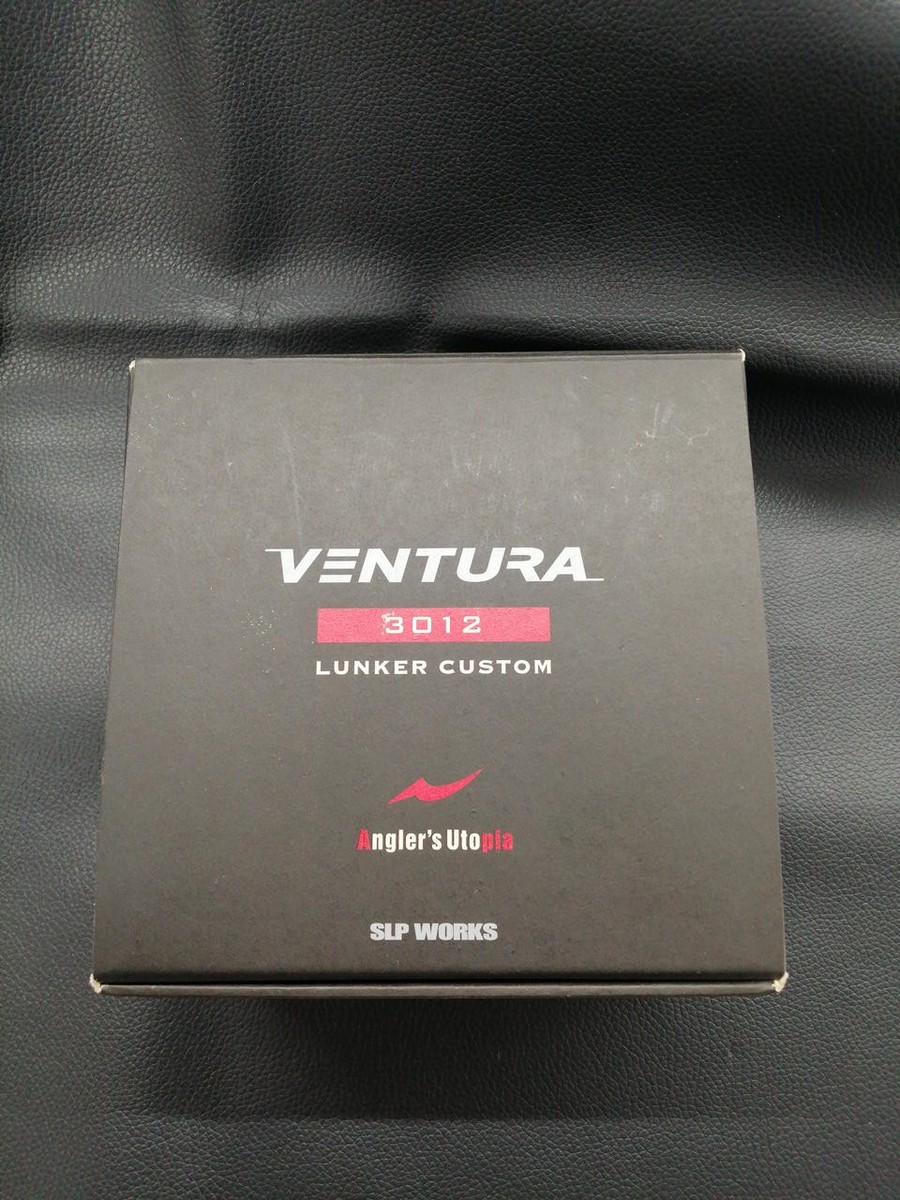 VENTURA
3012
LUNKER CUSTOM
Angler's Utopia
SLP WORKS